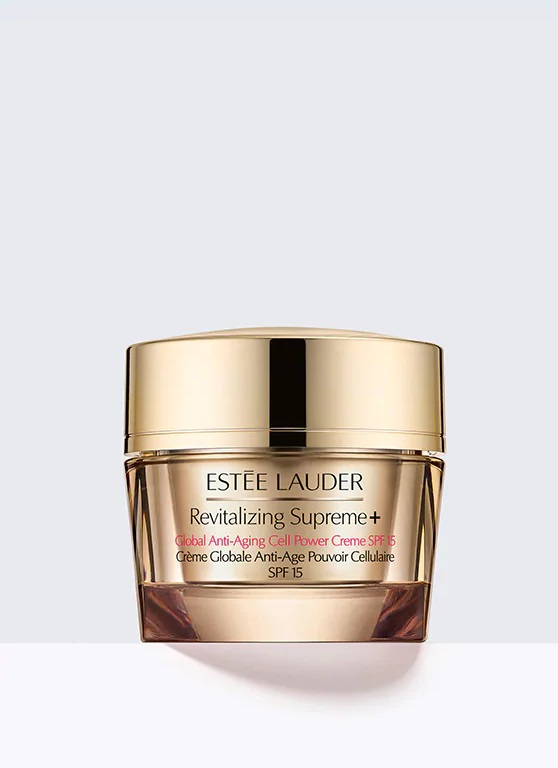 ESTĒE LAUDER
Revitalizing Supreme+
Global Anti-Aging Cell Power Creme SPF 15
Crème Globale Anti-Age Pouvoir Cellulaire
SPF 15